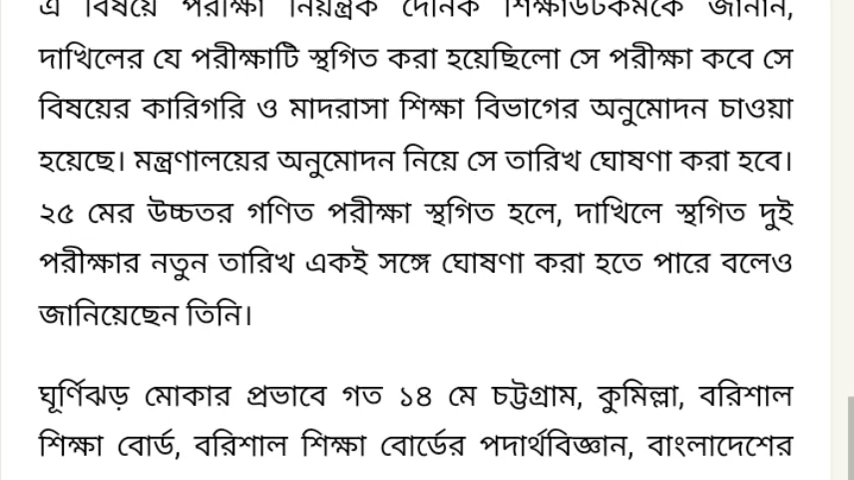 এ বিষয়ে পরীক্ষা নিয়ন্ত্রক দৈনিক শিক্ষাডটকমকে জানান,
দাখিলের যে পরীক্ষাটি স্থগিত করা হয়েছিলো সে পরীক্ষা কবে সে
বিষয়ের কারিগরি ও মাদরাসা শিক্ষা বিভাগের অনুমোদন চাওয়া
হয়েছে। মন্ত্রণালয়ের অনুমোদন নিয়ে সে তারিখ ঘোষণা করা হবে।
২৫ মের উচ্চতর গণিত পরীক্ষা স্থগিত হলে, দাখিলে স্থগিত দুই
পরীক্ষার নতুন তারিখ একই সঙ্গে ঘোষণা করা হতে পারে বলেও
জানিয়েছেন তিনি।
ঘূর্ণিঝড় মোকার প্রভাবে গত ১৪ মে চট্টগ্রাম, কুমিল্লা, বরিশাল
শিক্ষা বোর্ড, বরিশাল শিক্ষা বোর্ডের পদার্থবিজ্ঞান, বাংলাদেশের